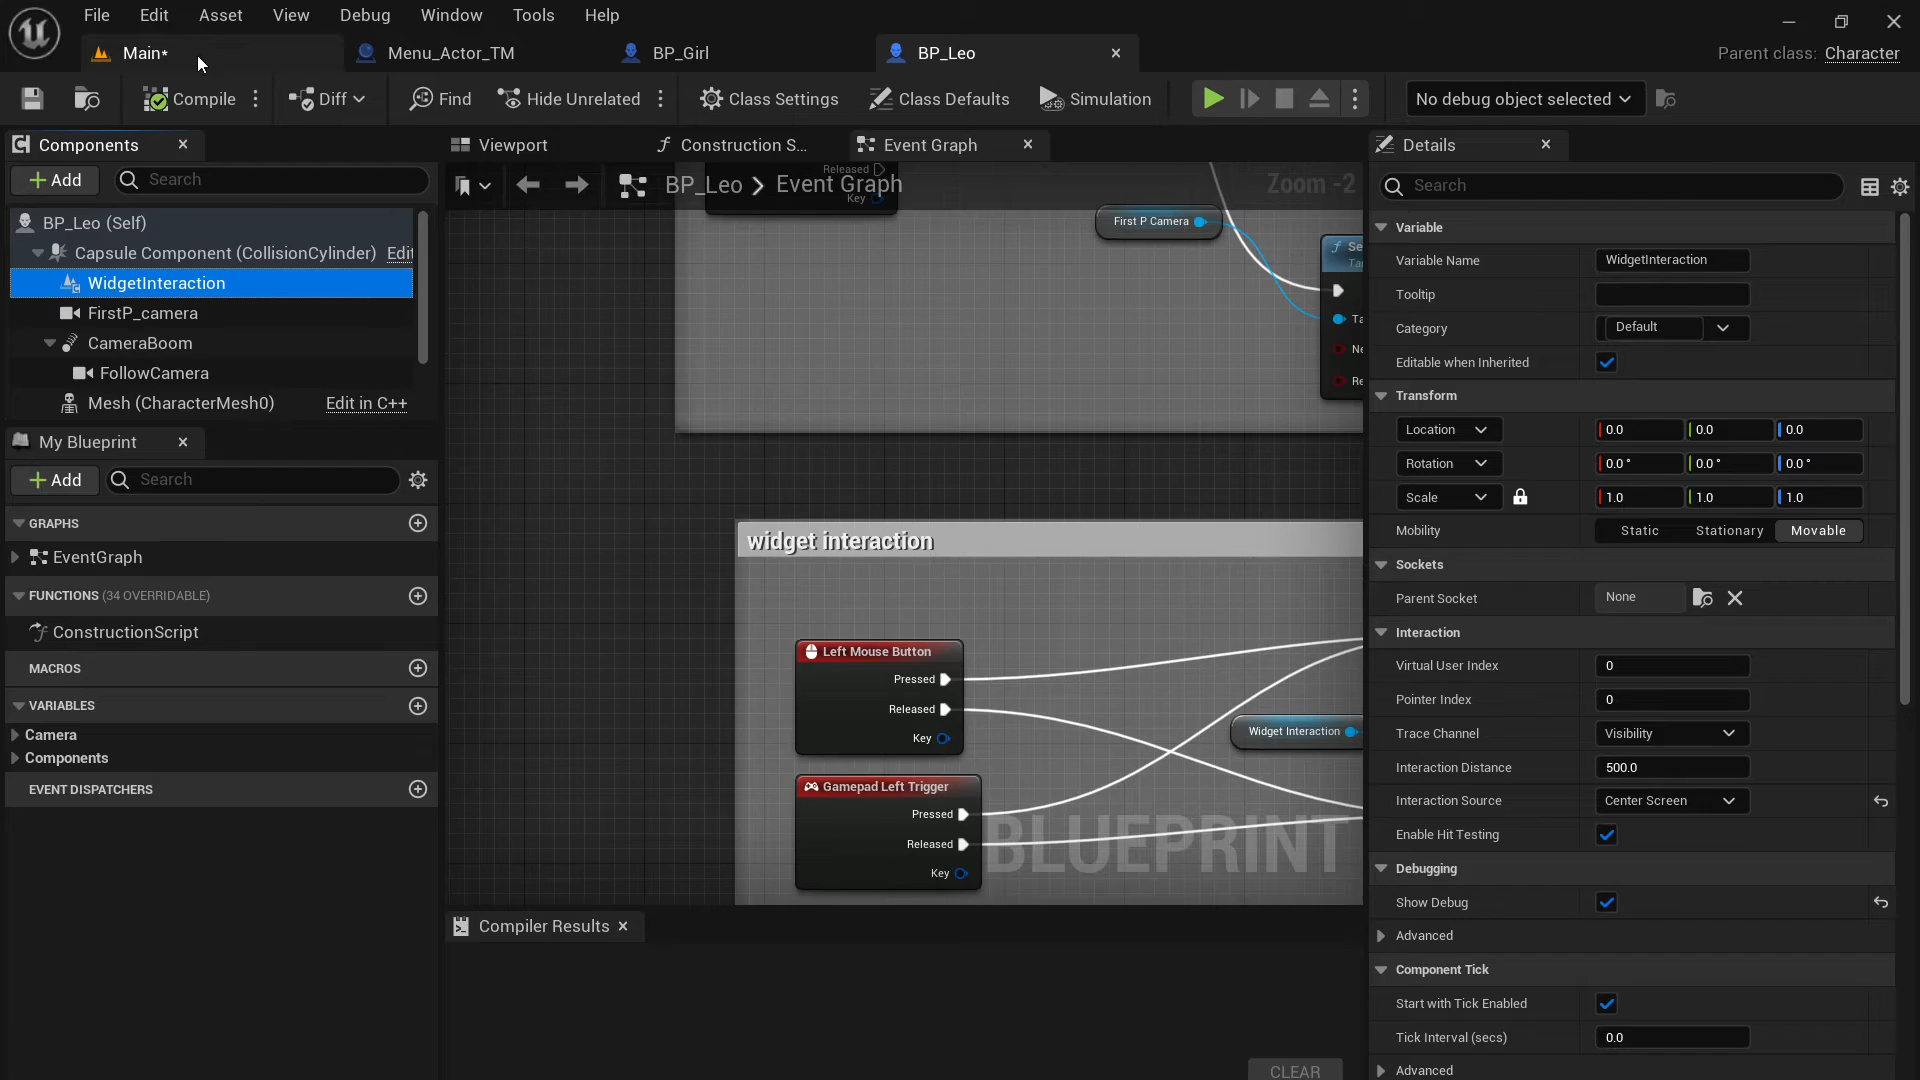 File Edit Asset View Debug Window Tools Help
Main* Menu_Actor_TM BP_Girl BP_Leo Parent class: Character
Compile Diff Find Hide Unrelated Class Settings Class Defaults Simulation No debug object selected
Components Viewport Construction S... Event Graph Details
Add Search BP_Leo > Event Graph Zoom -2 Search
BP_Leo (Self)
Capsule Component (CollisionCylinder) Edit
WidgetInteraction
FirstP_camera
CameraBoom
FollowCamera
Mesh (CharacterMesh0) Edit in C++
My Blueprint
Add Search
GRAPHS
EventGraph
FUNCTIONS (34 OVERRIDABLE)
ConstructionScript
MACROS
VARIABLES
Camera
Components
EVENT DISPATCHERS
Released
Key
First P Camera
Se
Ta
Ta
Ne
Re
widget interaction
Left Mouse Button
Pressed
Released
Key
Widget Interaction
Gamepad Left Trigger
Pressed
Released
Key
BLUEPRINT
Compiler Results
CLEAR
Variable
Variable Name WidgetInteraction
Tooltip
Category Default
Editable when Inherited
Transform
Location 0.0 0.0 0.0
Rotation 0.0 ° 0.0 ° 0.0 °
Scale 1.0 1.0 1.0
Mobility Static Stationary Movable
Sockets
Parent Socket None
Interaction
Virtual User Index 0
Pointer Index 0
Trace Channel Visibility
Interaction Distance 500.0
Interaction Source Center Screen
Enable Hit Testing
Debugging
Show Debug
Advanced
Component Tick
Start with Tick Enabled
Tick Interval (secs) 0.0
Advanced